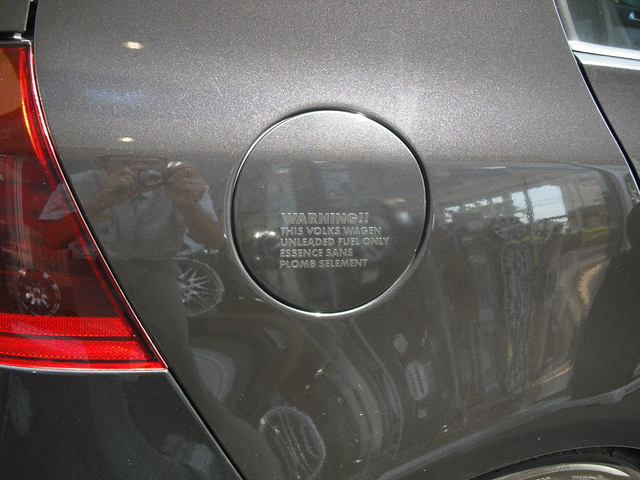 WARNING!!
THIS VOLKS WAGEN
UNLEADED FUEL ONLY
ESSENCE SANS
PLOMB SELEMENT